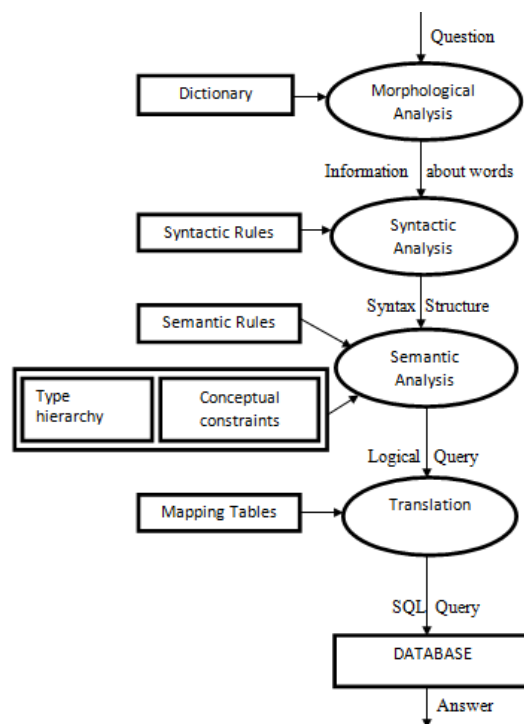 Question
Dictionary
Morphological
Analysis
Information about words
Syntactic Rules
Syntactic
Analysis
Syntax Structure
Semantic Rules
Semantic
Analysis
Type
hierarchy
Conceptual
constraints
Logical Query
Mapping Tables
Translation
SQL Query
DATABASE
Answer